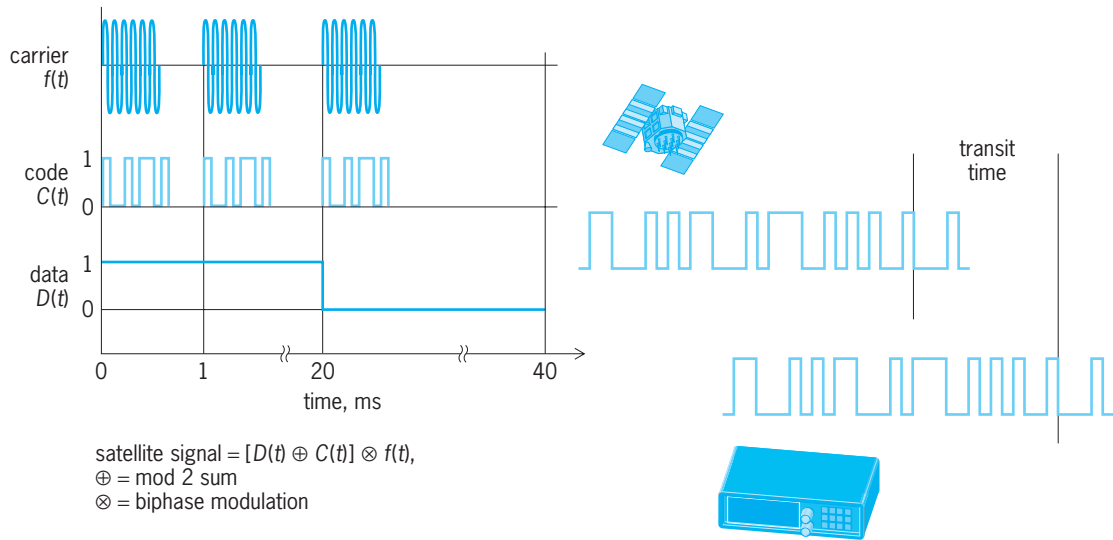 carrier
f(t)
code
C(t)
1
0
data
D(t)
1
0
0 1 20 40
time, ms
satellite signal = [D(t) ⊕ C(t)] ⊗ f(t),
⊕ = mod 2 sum
⊗ = biphase modulation
transit
time